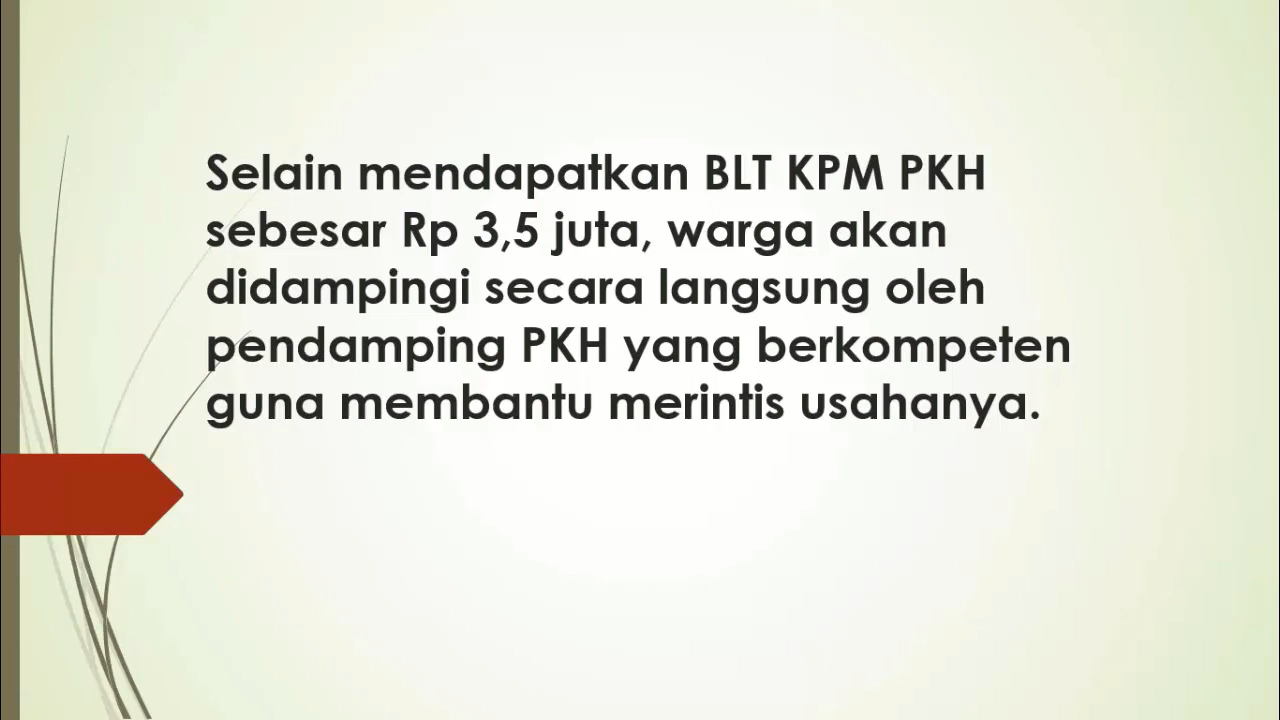 Selain mendapatkan BLT KPM PKH
sebesar Rp 3,5 juta, warga akan
didampingi secara langsung oleh
pendamping PKH yang berkompeten
guna membantu merintis usahanya.